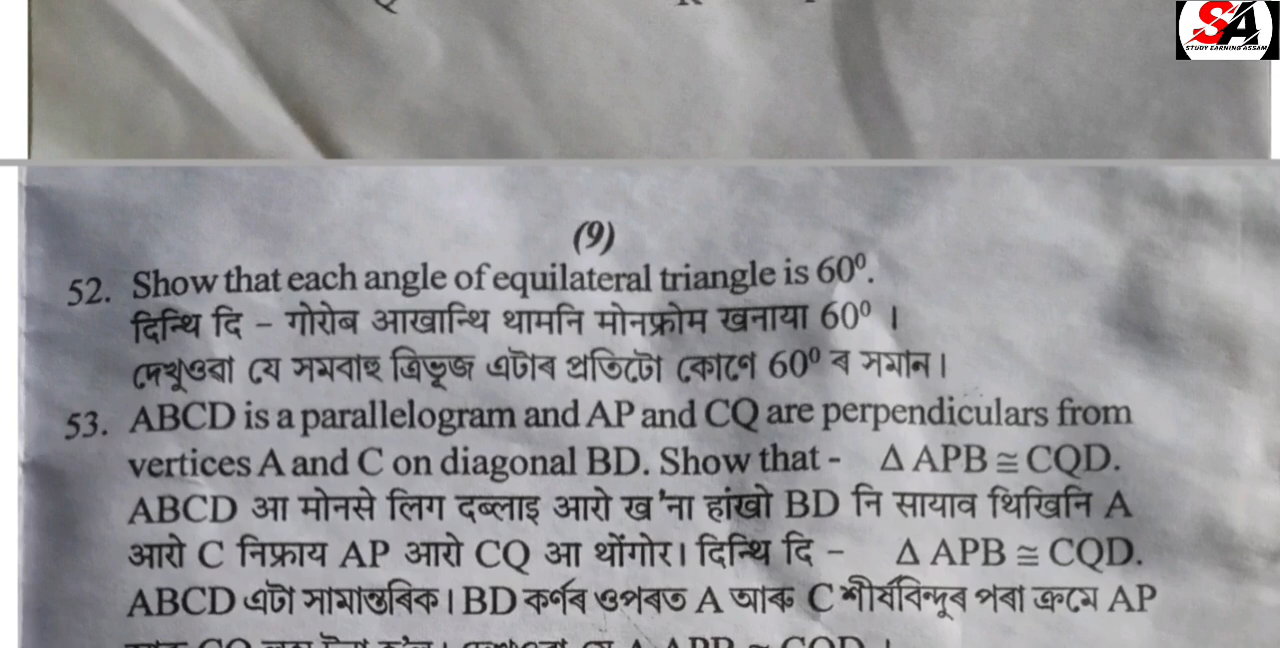 SA
STUDY EARNING ASSAM
(9)
52. Show that each angle of equilateral triangle is 60⁰.
दिन्थि दि – गोरोब आखान्थि थामनि मोनफ्रोम खनाया 60⁰ ।
দেখুওৱা যে সমবাহু ত্ৰিভূজ এটাৰ প্ৰতিটো কোণে 60⁰ ৰ সমান।
53. ABCD is a parallelogram and AP and CQ are perpendiculars from
vertices A and C on diagonal BD. Show that - Δ APB ≅ CQD.
ABCD आ मोनसे लिग दब्लाइ आरो ख'ना हांखो BD नि सायाव थिखिनि A
आरो C निफ्राय AP आरो CQ आ थोंगोर। दिन्थि दि – Δ APB ≅ CQD.
ABCD এটা সামান্তৰিক। BD কৰ্ণৰ ওপৰত A আৰু C শীৰ্যবিন্দুৰ পৰা ক্ৰমে AP